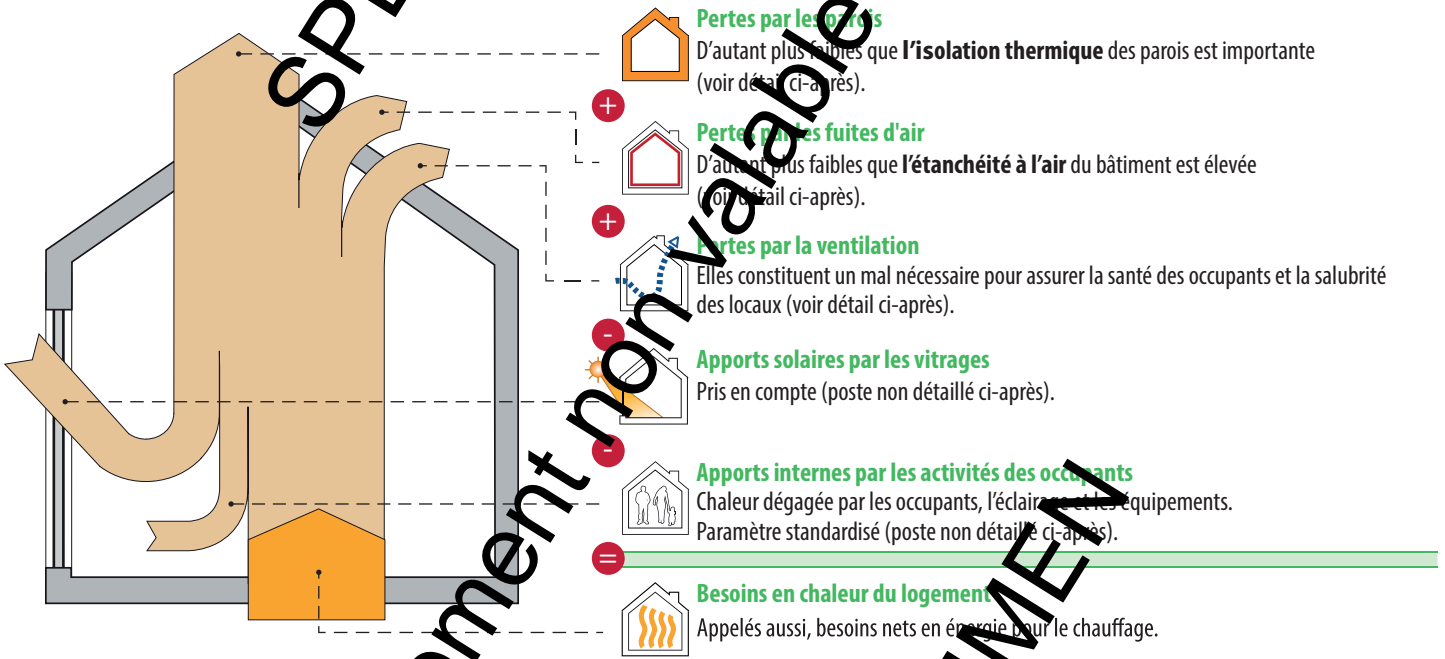 Pertes par les parois
D'autant plus faibles que l'isolation thermique des parois est importante
(voir détail ci-après).
+
Pertes par les fuites d'air
D'autant plus faibles que l'étanchéité à l'air du bâtiment est élevée
(voir détail ci-après).
+
Pertes par la ventilation
Elles constituent un mal nécessaire pour assurer la santé des occupants et la salubrité
des locaux (voir détail ci-après).
-
Apports solaires par les vitrages
Pris en compte (poste non détaillé ci-après).
-
Apports internes par les activités des occupants
Chaleur dégagée par les occupants, l'éclairage et les équipements.
Paramètre standardisé (poste non détaillé ci-après).
=
Besoins en chaleur du logement
Appelés aussi, besoins nets en énergie pour le chauffage.
non valable